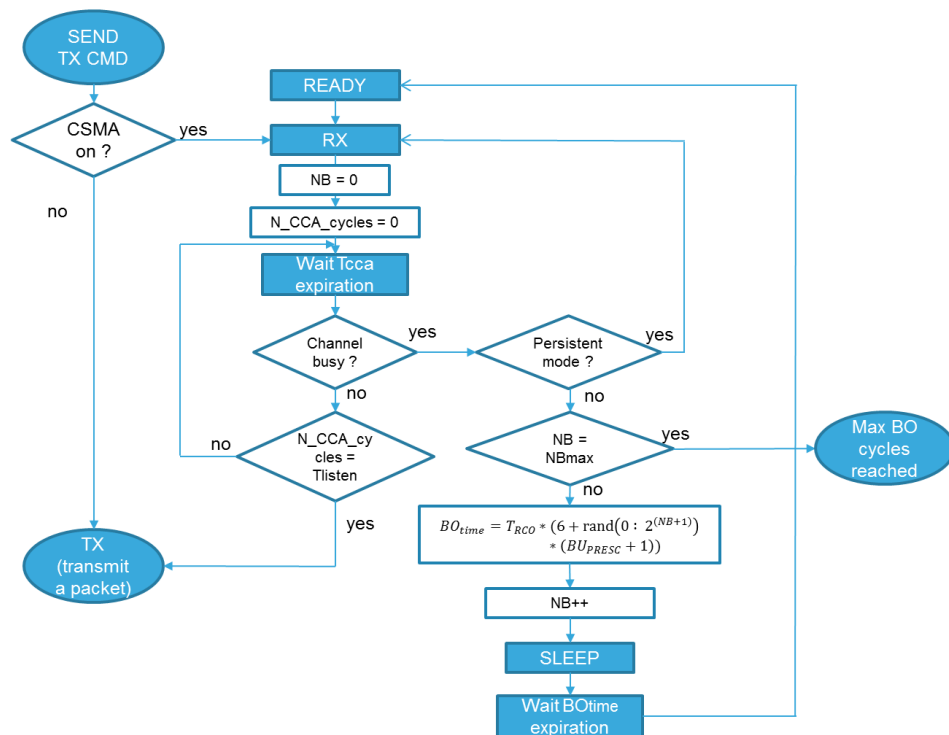 SEND
TX CMD
READY
CSMA
on ?
yes
RX
NB = 0
no
N_CCA_cycles = 0
Wait Tcca
expiration
Channel
busy ?
yes
Persistent
mode ?
yes
no
no
no
N_CCA_cy
cles =
Tlisten
NB =
NBmax
yes
Max BO
cycles
reached
no
yes
BO_time = T_RCO * (6 + rand(0 : 2^(NB+1))
* (BU_PRESC + 1))
TX
(transmit
a packet)
NB++
SLEEP
Wait BOtime
expiration